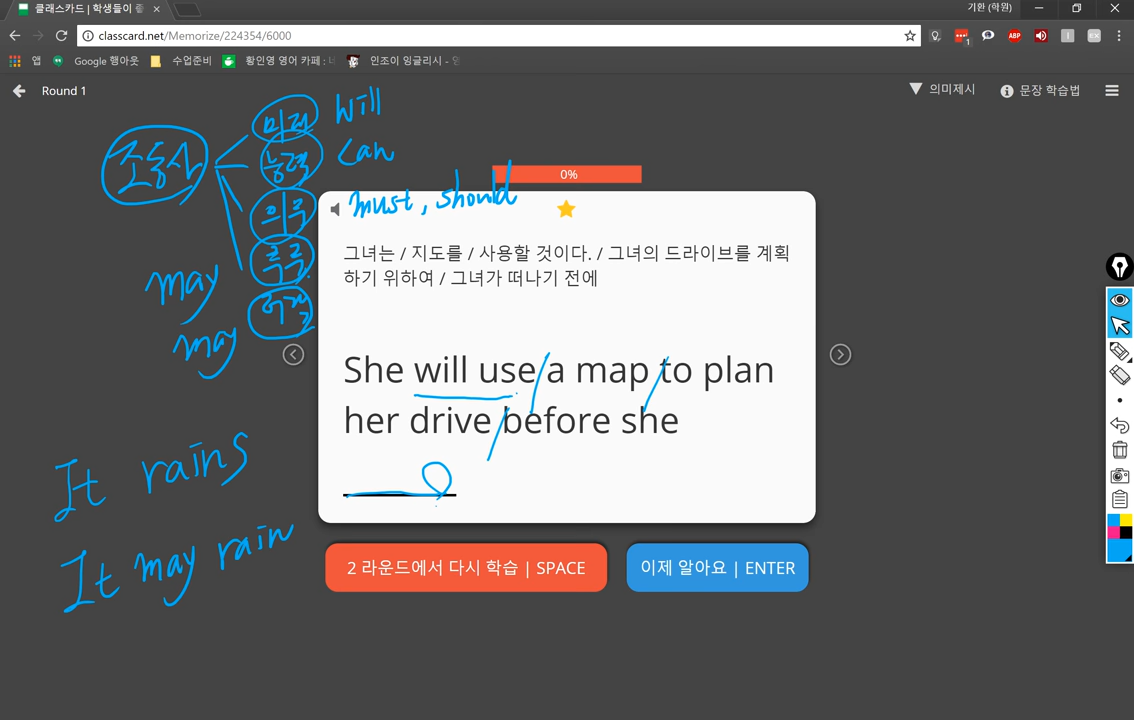 클래스카드 | 학생들이 즐
기환 (학원)
classcard.net/Memorize/224354/6000
앱
Google 행아웃
수업준비
황인영 영어 카페 : 네
인조이 잉글리시 - 영
Round 1
의미제시
문장 학습법
조동사
미래 will
능력 can
의무 must, should
추측
허락
may
may
0%
그녀는 / 지도를 / 사용할 것이다. / 그녀의 드라이브를 계획
하기 위하여 / 그녀가 떠나기 전에
She will use a map to plan
her drive before she
It rains
It may rain
2 라운드에서 다시 학습 | SPACE
이제 알아요 | ENTER